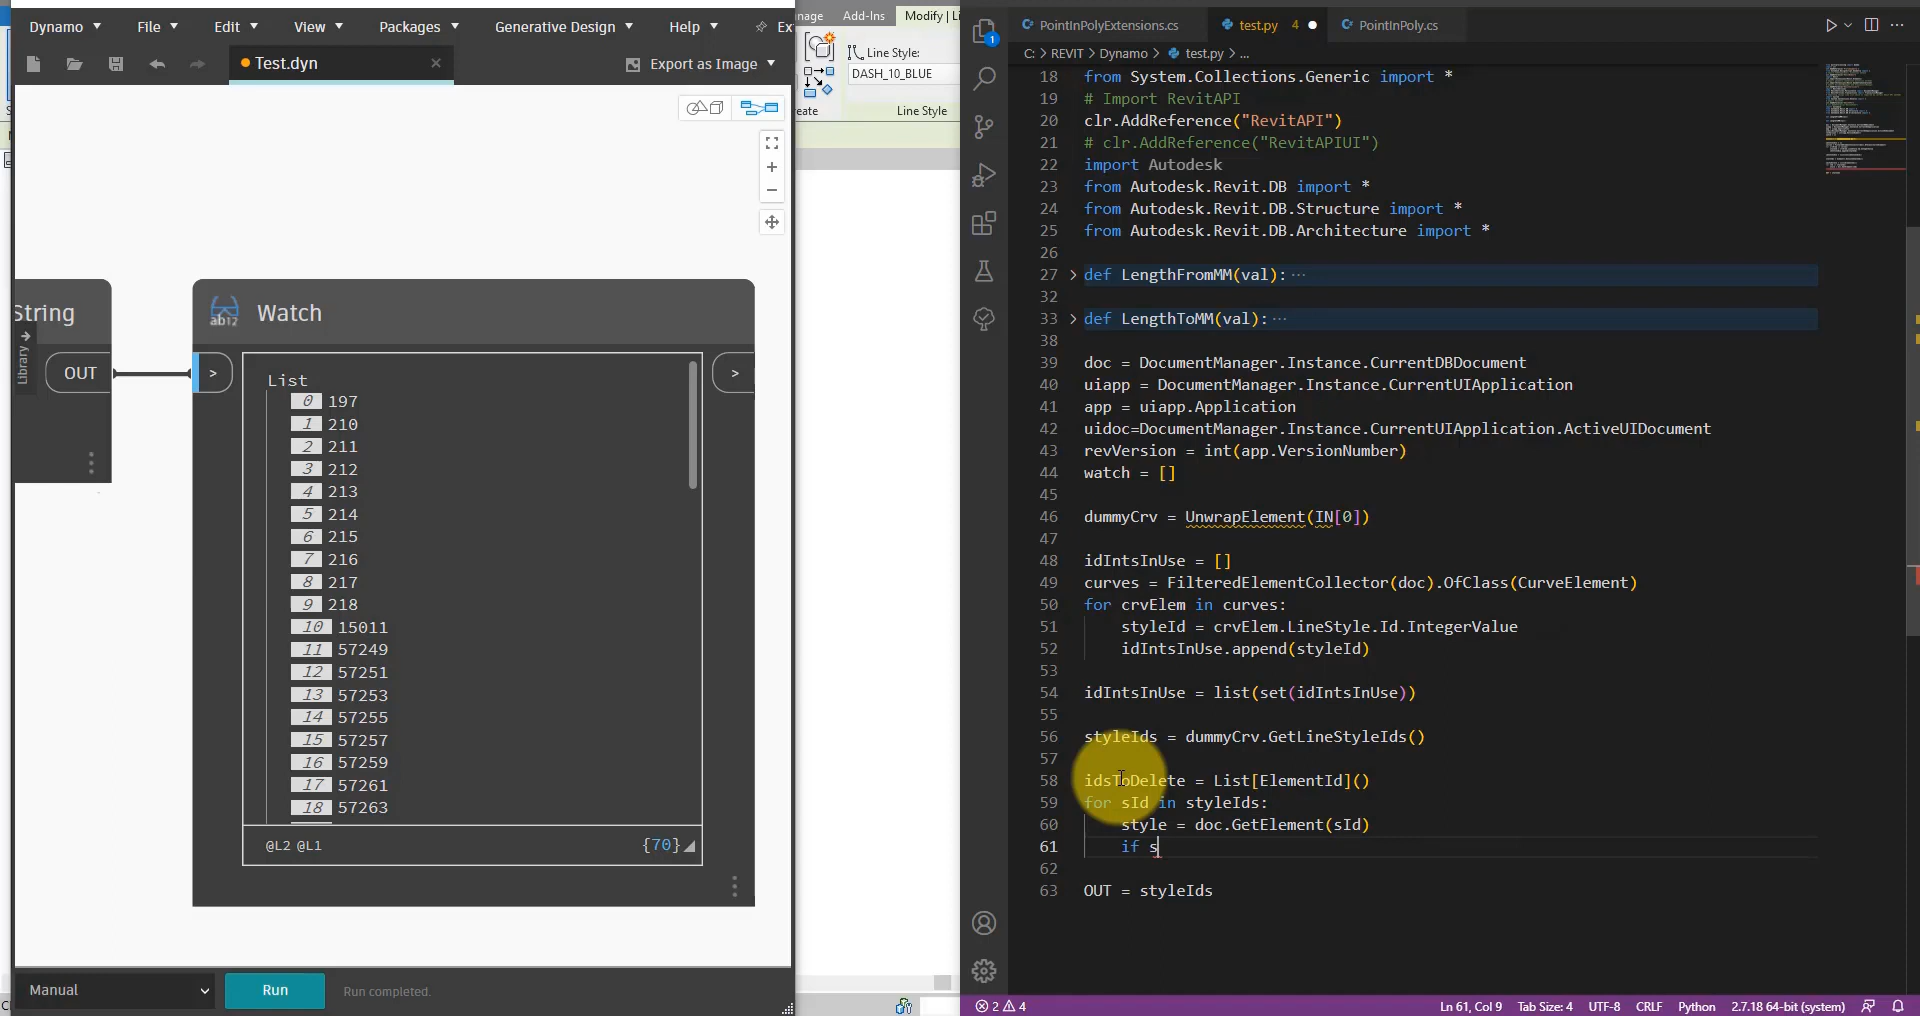 Dynamo File Edit View Packages Generative Design Help
Test.dyn
Export as Image
String
Library
OUT
ab12
Watch
>
>
List
0 197
1 210
2 211
3 212
4 213
5 214
6 215
7 216
8 217
9 218
10 15011
11 57249
12 57251
13 57253
14 57255
15 57257
16 57259
17 57261
18 57263
@L2 @L1
{70}
Manual
Run
Run completed.
Add-Ins
Line Style:
DASH_10_BLUE
Line Style
1
PointInPolyExtensions.cs
test.py 4
PointInPoly.cs
C: > REVIT > Dynamo > test.py > ...
18 from System.Collections.Generic import *
19 # Import RevitAPI
20 clr.AddReference("RevitAPI")
21 # clr.AddReference("RevitAPIUI")
22 import Autodesk
23 from Autodesk.Revit.DB import *
24 from Autodesk.Revit.DB.Structure import *
25 from Autodesk.Revit.DB.Architecture import *
26
27 def LengthFromMM(val): ...
32
33 def LengthToMM(val): ...
38
39 doc = DocumentManager.Instance.CurrentDBDocument
40 uiapp = DocumentManager.Instance.CurrentUIApplication
41 app = uiapp.Application
42 uidoc=DocumentManager.Instance.CurrentUIApplication.ActiveUIDocument
43 revVersion = int(app.VersionNumber)
44 watch = []
45
46 dummyCrv = UnwrapElement(IN[0])
47
48 idIntsInUse = []
49 curves = FilteredElementCollector(doc).OfClass(CurveElement)
50 for crvElem in curves:
51 styleId = crvElem.LineStyle.Id.IntegerValue
52 idIntsInUse.append(styleId)
53
54 idIntsInUse = list(set(idIntsInUse))
55
56 styleIds = dummyCrv.GetLineStyleIds()
57
58 idsToDelete = List[ElementId]()
59 for sId in styleIds:
60 style = doc.GetElement(sId)
61 if s
62
63 OUT = styleIds
2 4
Ln 61, Col 9 Tab Size: 4 UTF-8 CRLF Python 2.7.18 64-bit (system)